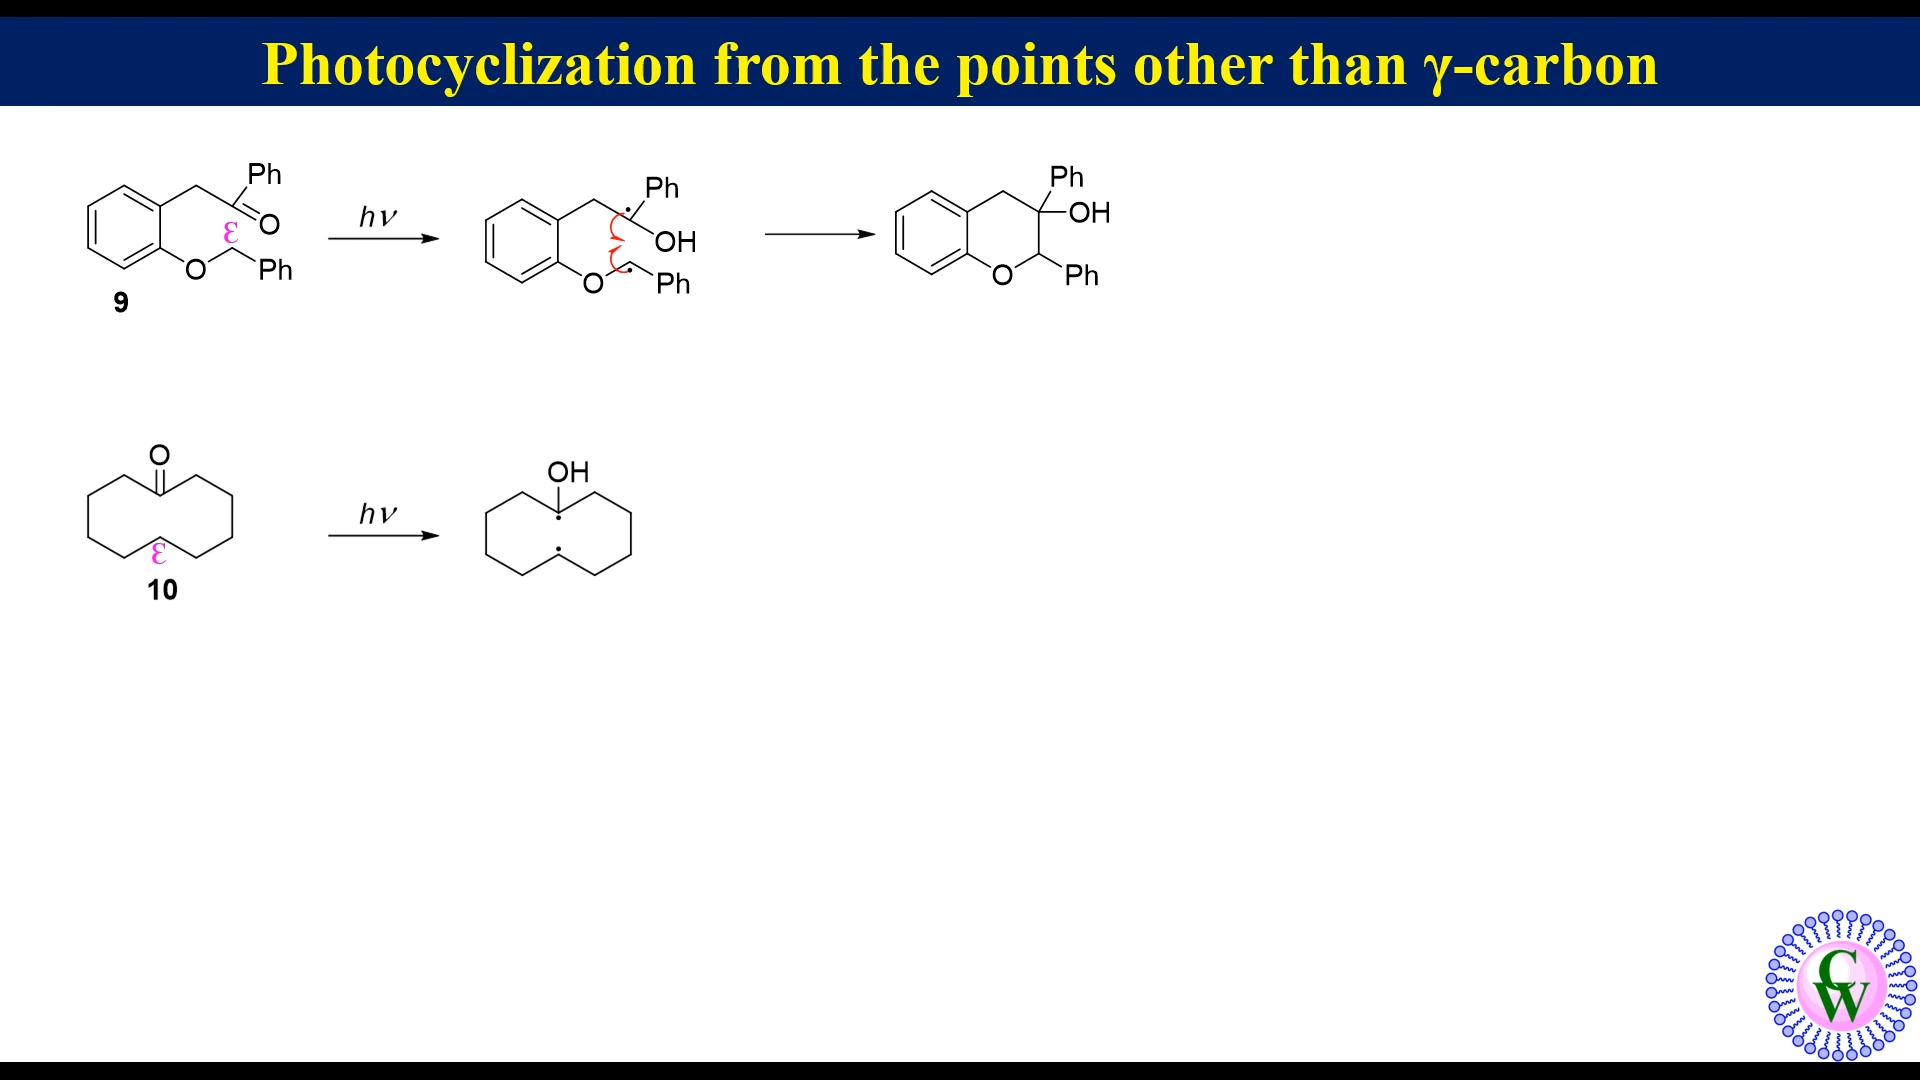 Photocyclization from the points other than γ-carbon
Ph
O
ε
O
Ph
9
hν
Ph
OH
O
Ph
Ph
OH
O
Ph
O
ε
10
hν
OH
C
W